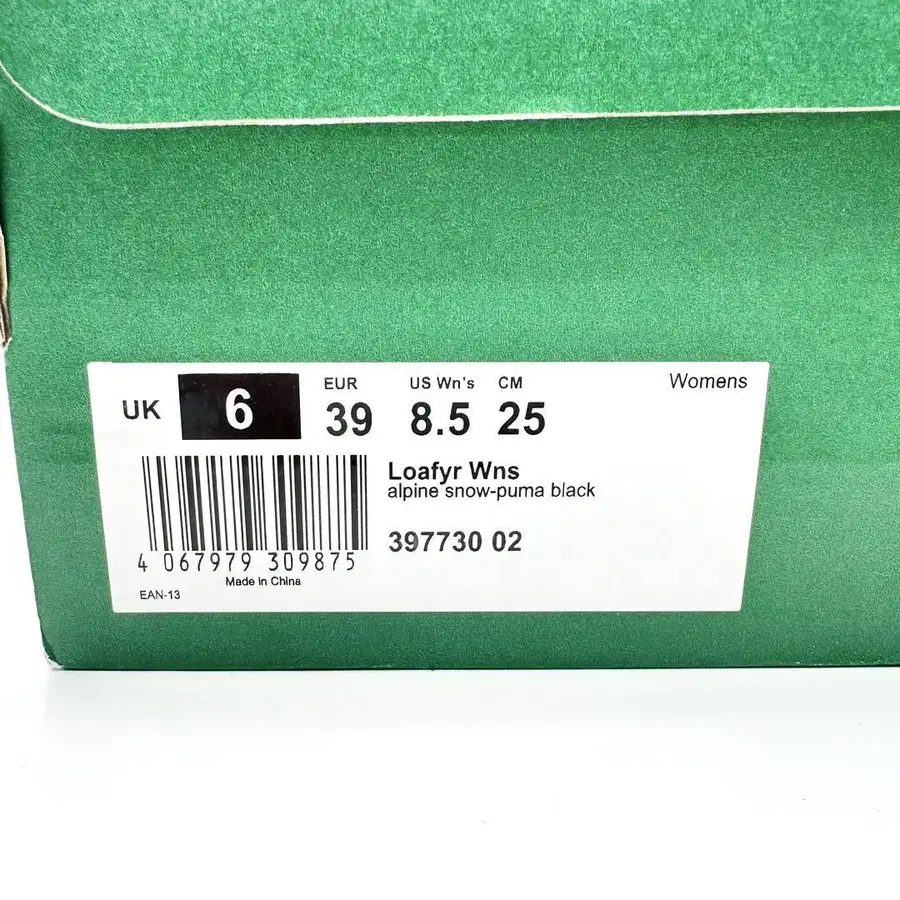 EUR US Wn's CM Womens
UK 6 39 8.5 25
Loafyr Wns
alpine snow-puma black
397730 02
4 067979 309875
Made in China
EAN-13